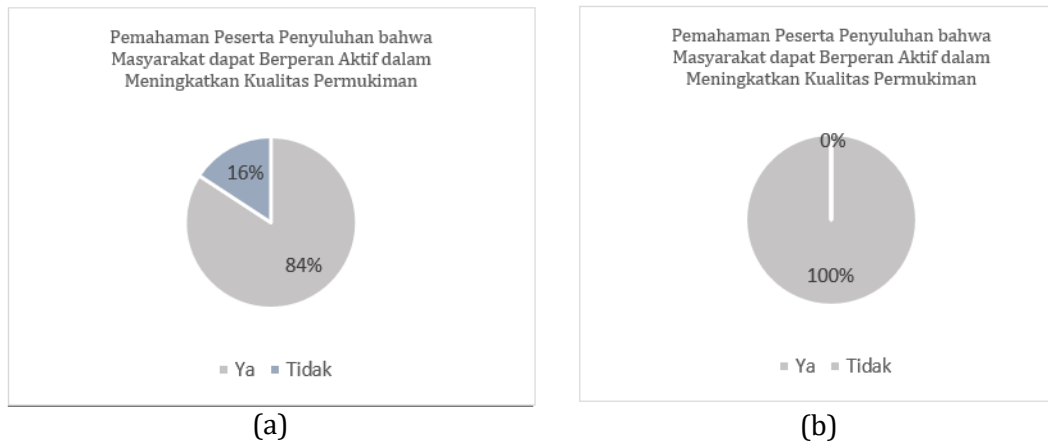 Pemahaman Peserta Penyuluhan bahwa
Masyarakat dapat Berperan Aktif dalam
Meningkatkan Kualitas Permukiman
16%
84%
Ya Tidak
(a)
Pemahaman Peserta Penyuluhan bahwa
Masyarakat dapat Berperan Aktif dalam
Meningkatkan Kualitas Permukiman
0%
100%
Ya Tidak
(b)